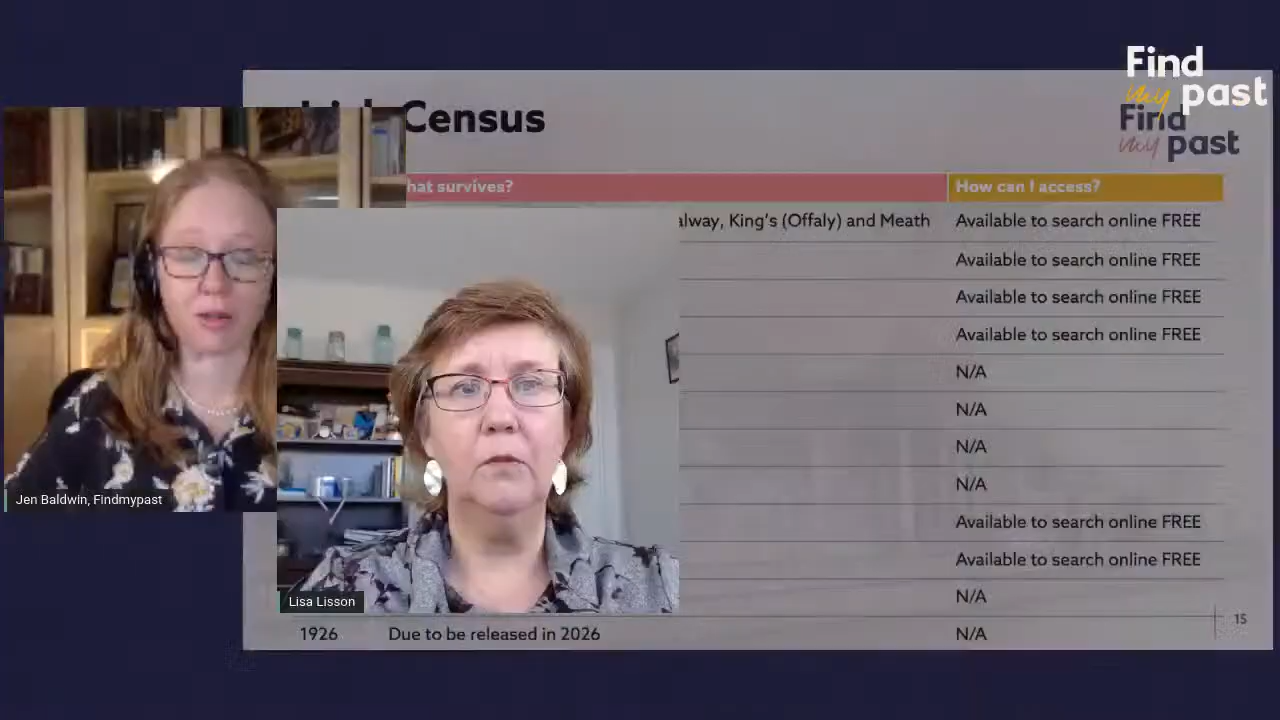 Find
my past
Census
Find
my past
hat survives?
How can I access?
alway, King's (Offaly) and Meath
Available to search online FREE
Available to search online FREE
Available to search online FREE
Available to search online FREE
N/A
N/A
N/A
N/A
Jen Baldwin, Findmypast
Available to search online FREE
Available to search online FREE
N/A
Lisa Lisson
15
1926
Due to be released in 2026
N/A